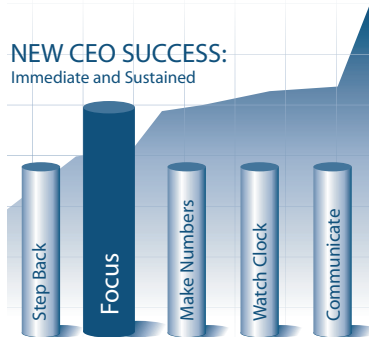 NEW CEO SUCCESS:
Immediate and Sustained
Step Back
Focus
Make Numbers
Watch Clock
Communicate